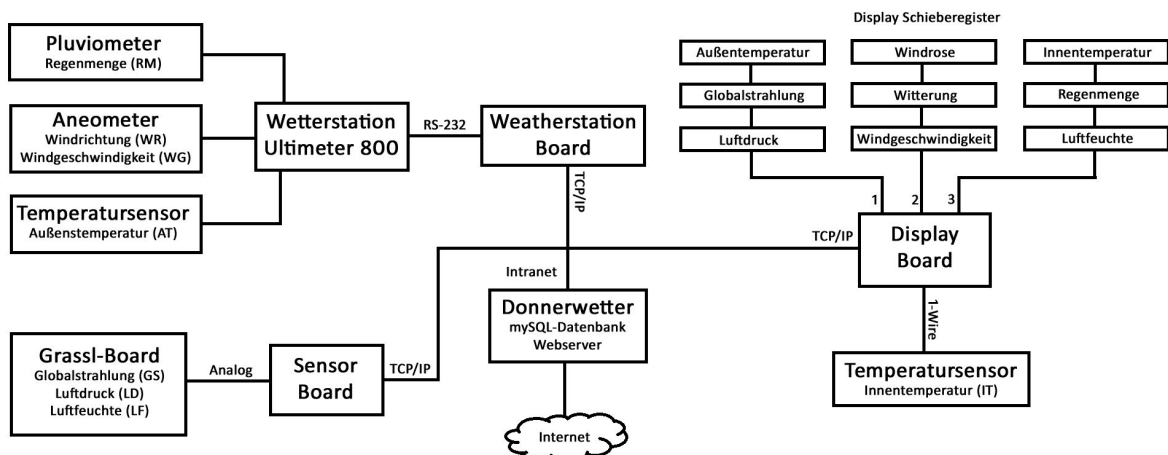 Display Schieberegister
Pluviometer
Regenmenge (RM)
Aneometer
Windrichtung (WR)
Windgeschwindigkeit (WG)
Temperatursensor
Außenstemperatur (AT)
Wetterstation
Ultimeter 800
RS-232
Weatherstation
Board
TCP/IP
Außentemperatur
Globalstrahlung
Luftdruck
Windrose
Witterung
Windgeschwindigkeit
Innentemperatur
Regenmenge
Luftfeuchte
1
2
3
TCP/IP
Display
Board
1-Wire
Temperatursensor
Innentemperatur (IT)
Intranet
Donnerwetter
mySQL-Datenbank
Webserver
Internet
Grassl-Board
Globalstrahlung (GS)
Luftdruck (LD)
Luftfeuchte (LF)
Analog
Sensor
Board
TCP/IP